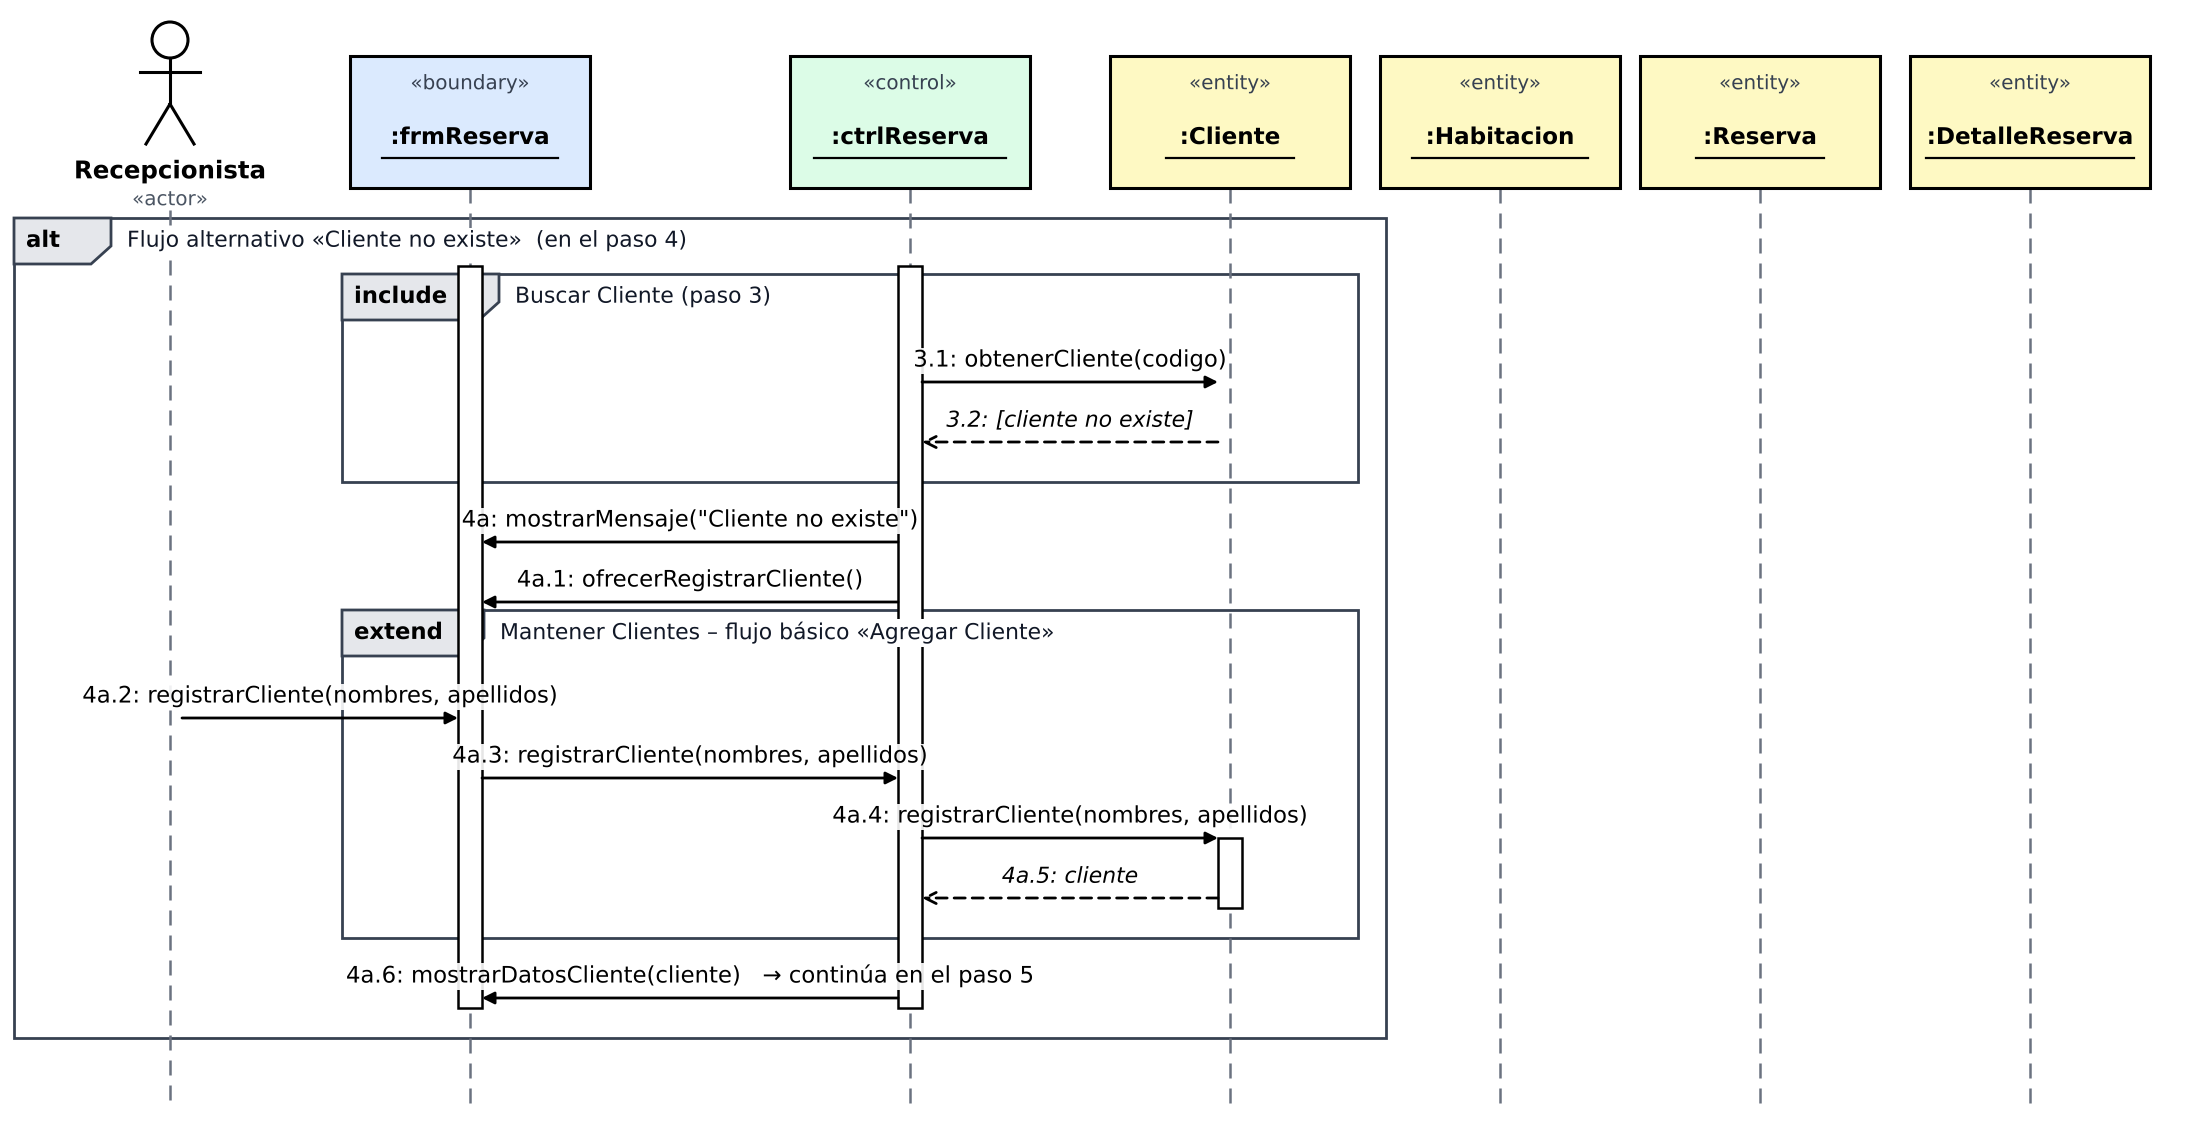 «boundary»
«control»
«entity»
«entity»
«entity»
«entity»
:frmReserva
:ctrlReserva
:Cliente
:Habitacion
:Reserva
:DetalleReserva
Recepcionista
«actor»
alt
Flujo alternativo «Cliente no existe» (en el paso 4)
include
Buscar Cliente (paso 3)
3.1: obtenerCliente(codigo)
3.2: [cliente no existe]
4a: mostrarMensaje("Cliente no existe")
4a.1: ofrecerRegistrarCliente()
extend
Mantener Clientes – flujo básico «Agregar Cliente»
4a.2: registrarCliente(nombres, apellidos)
4a.3: registrarCliente(nombres, apellidos)
4a.4: registrarCliente(nombres, apellidos)
4a.5: cliente
4a.6: mostrarDatosCliente(cliente) → continúa en el paso 5